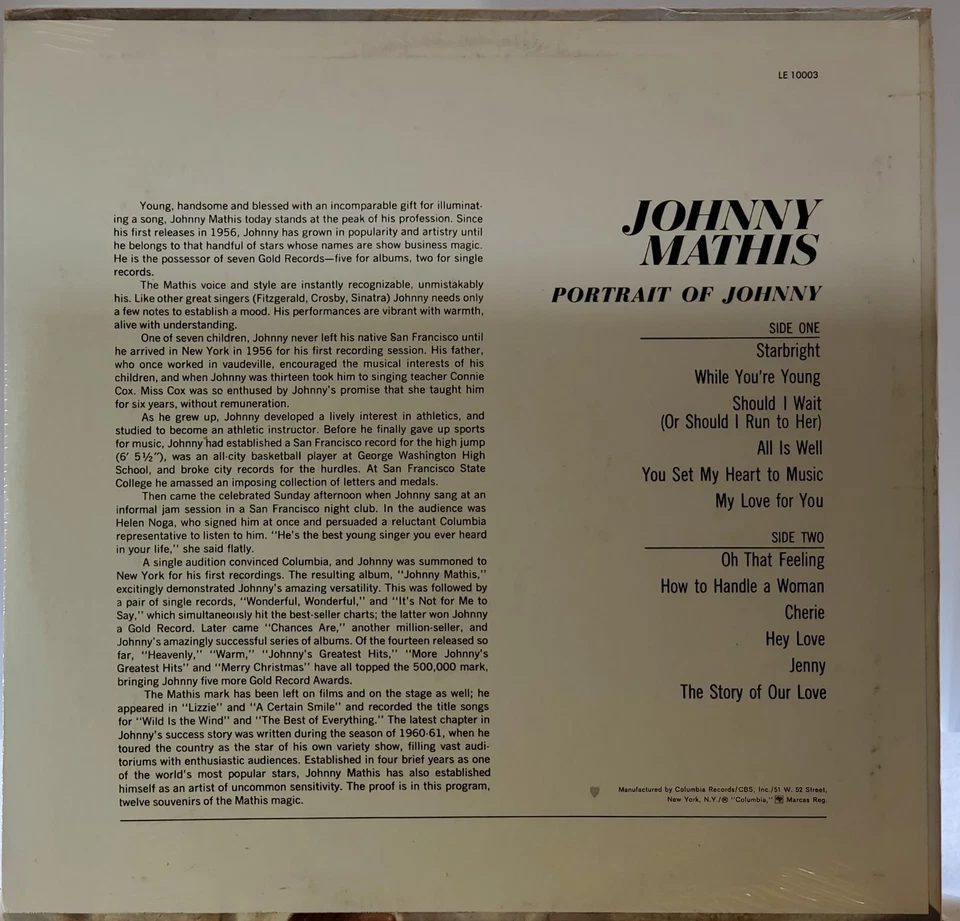 LE 10003
Young, handsome and blessed with an incomparable gift for illuminat-
ing a song, Johnny Mathis today stands at the peak of his profession. Since
his first releases in 1956, Johnny has grown in popularity and artistry until
he belongs to that handful of stars whose names are show business magic.
He is the possessor of seven Gold Records—five for albums, two for single
records.
The Mathis voice and style are instantly recognizable, unmistakably
his. Like other great singers (Fitzgerald, Crosby, Sinatra) Johnny needs only
a few notes to establish a mood. His performances are vibrant with warmth,
alive with understanding.
One of seven children, Johnny never left his native San Francisco until
he arrived in New York in 1956 for his first recording session. His father,
who once worked in vaudeville, encouraged the musical interests of his
children, and when Johnny was thirteen took him to singing teacher Connie
Cox. Miss Cox was so enthused by Johnny's promise that she taught him
for six years, without remuneration.
As he grew up, Johnny developed a lively interest in athletics, and
studied to become an athletic instructor. Before he finally gave up sports
for music, Johnny had established a San Francisco record for the high jump
(6' 5½"), was an all-city basketball player at George Washington High
School, and broke city records for the hurdles. At San Francisco State
College he amassed an imposing collection of letters and medals.
Then came the celebrated Sunday afternoon when Johnny sang at an
informal jam session in a San Francisco night club. In the audience was
Helen Noga, who signed him at once and persuaded a reluctant Columbia
representative to listen to him. "He's the best young singer you ever heard
in your life," she said flatly.
A single audition convinced Columbia, and Johnny was summoned to
New York for his first recordings. The resulting album, "Johnny Mathis,"
excitingly demonstrated Johnny's amazing versatility. This was followed by
a pair of single records, "Wonderful, Wonderful," and "It's Not for Me to
Say," which simultaneously hit the best-seller charts; the latter won Johnny
a Gold Record. Later came "Chances Are," another million-seller, and
Johnny's amazingly successful series of albums. Of the fourteen released so
far, "Heavenly," "Warm," "Johnny's Greatest Hits," "More Johnny's
Greatest Hits" and "Merry Christmas" have all topped the 500,000 mark,
bringing Johnny five more Gold Record Awards.
The Mathis mark has been left on films and on the stage as well; he
appeared in "Lizzie" and "A Certain Smile" and recorded the title songs
for "Wild Is the Wind" and "The Best of Everything." The latest chapter in
Johnny's success story was written during the season of 1960-61, when he
toured the country as the star of his own variety show, filling vast audi-
toriums with enthusiastic audiences. Established in four brief years as one
of the world's most popular stars, Johnny Mathis has also established
himself as an artist of uncommon sensitivity. The proof is in this program,
twelve souvenirs of the Mathis magic.
JOHNNY
MATHIS
PORTRAIT OF JOHNNY
SIDE ONE
Starbright
While You're Young
Should I Wait
(Or Should I Run to Her)
All Is Well
You Set My Heart to Music
My Love for You
SIDE TWO
Oh That Feeling
How to Handle a Woman
Cherie
Hey Love
Jenny
The Story of Our Love
Manufactured by Columbia Records/CBS, Inc./51 W. 52 Street,
New York, N.Y./® "Columbia," Marcas Reg.